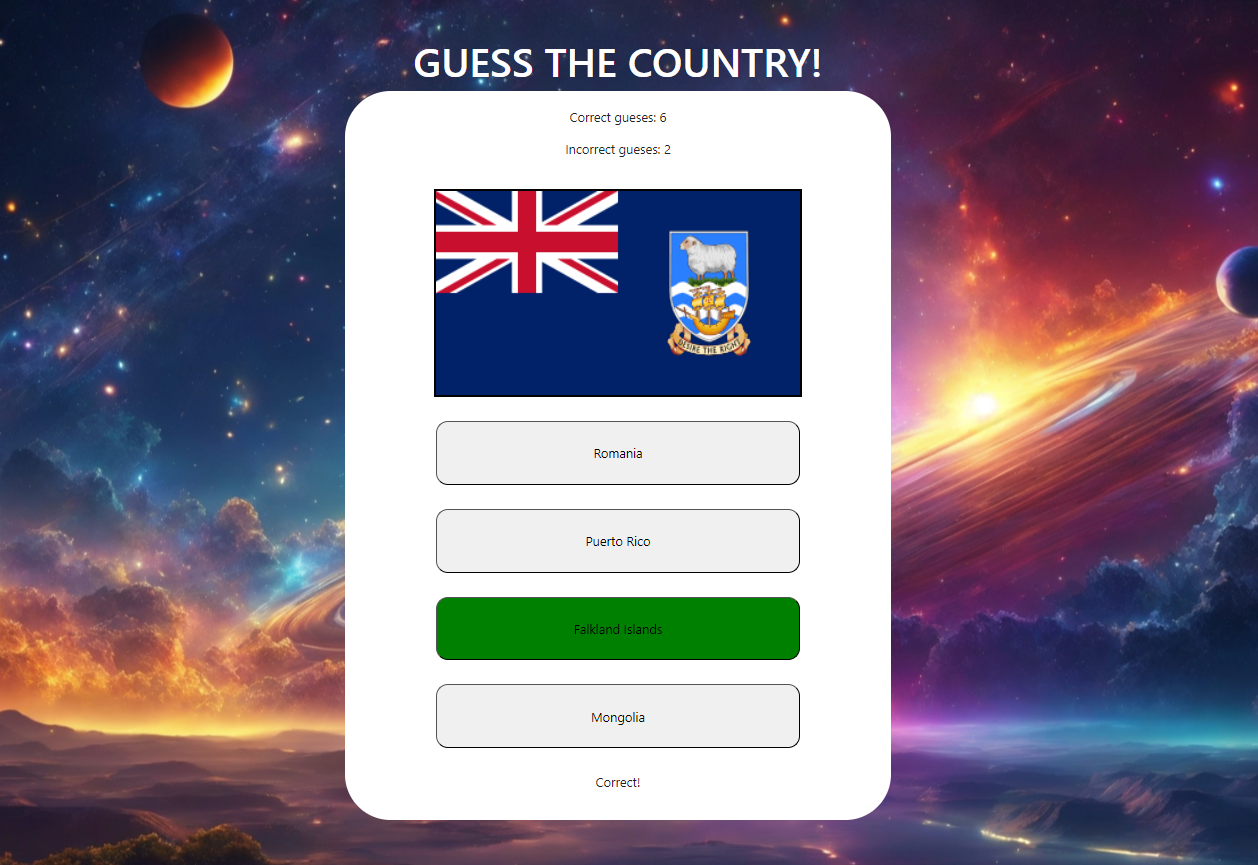 GUESS THE COUNTRY!
Correct gueses: 6
Incorrect gueses: 2
DESIRE THE RIGHT
Romania
Puerto Rico
Falkland Islands
Mongolia
Correct!